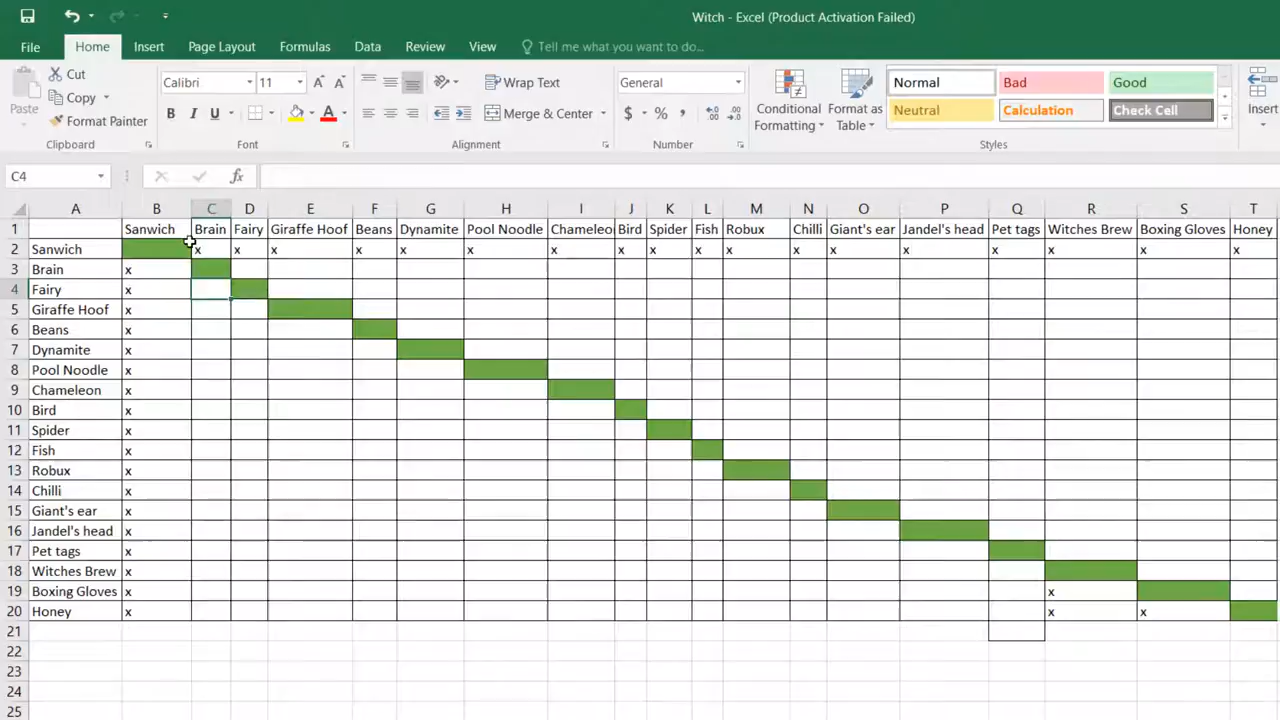 Witch - Excel (Product Activation Failed)
File Home Insert Page Layout Formulas Data Review View Tell me what you want to do...
Paste Cut Copy Format Painter Clipboard
Calibri 11 B I U A Font
Wrap Text Merge & Center Alignment
General $ % Number
Conditional Formatting Format as Table
Normal Bad Good
Neutral Calculation Check Cell
Styles
Insert
C4 fx
A B C D E F G H I J K L M N O P Q R S T
1 Sanwich Brain Fairy Giraffe Hoof Beans Dynamite Pool Noodle Chameleo Bird Spider Fish Robux Chilli Giant's ear Jandel's head Pet tags Witches Brew Boxing Gloves Honey
2 Sanwich x x x x x x x x x x x x x x x x x x
3 Brain x
4 Fairy x
5 Giraffe Hoof x
6 Beans x
7 Dynamite x
8 Pool Noodle x
9 Chameleon x
10 Bird x
11 Spider x
12 Fish x
13 Robux x
14 Chilli x
15 Giant's ear x
16 Jandel's head x
17 Pet tags x
18 Witches Brew x
19 Boxing Gloves x x
20 Honey x x x
21
22
23
24
25